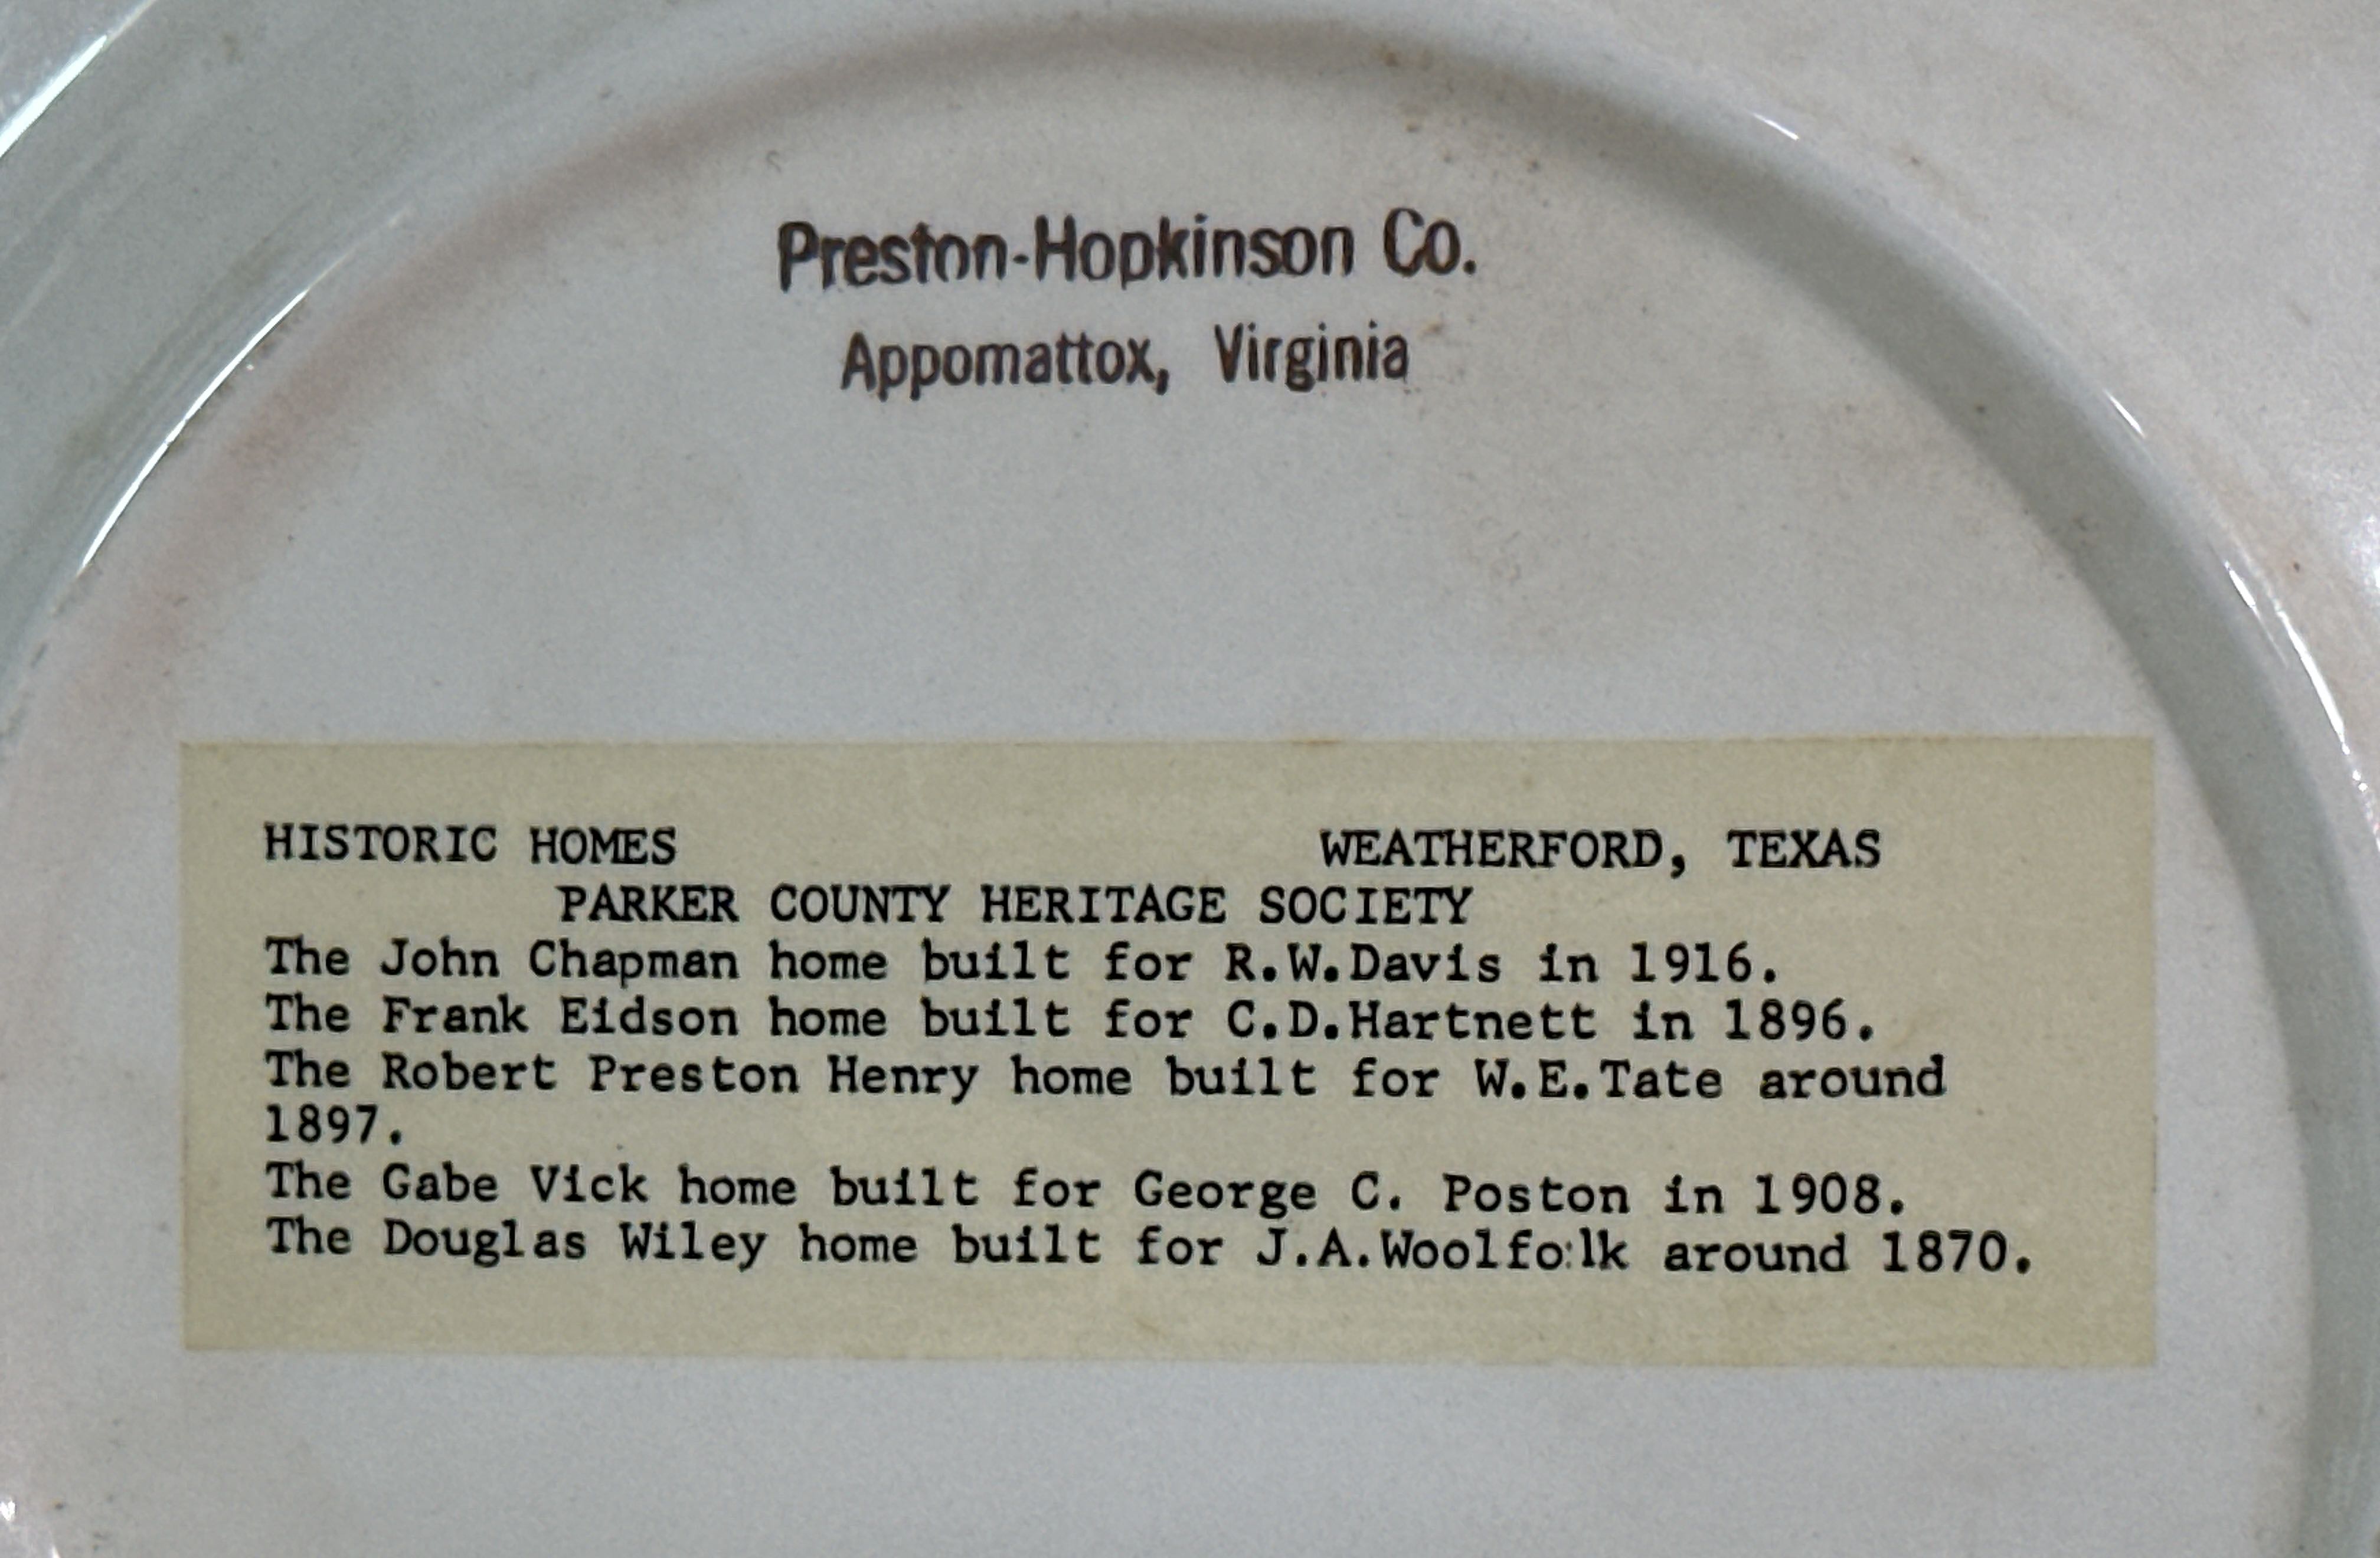 Preston-Hopkinson Co.
Appomattox, Virginia
HISTORIC HOMES WEATHERFORD, TEXAS
PARKER COUNTY HERITAGE SOCIETY
The John Chapman home built for R.W.Davis in 1916.
The Frank Eidson home built for C.D.Hartnett in 1896.
The Robert Preston Henry home built for W.E.Tate around
1897.
The Gabe Vick home built for George C. Poston in 1908.
The Douglas Wiley home built for J.A.Woolfolk around 1870.